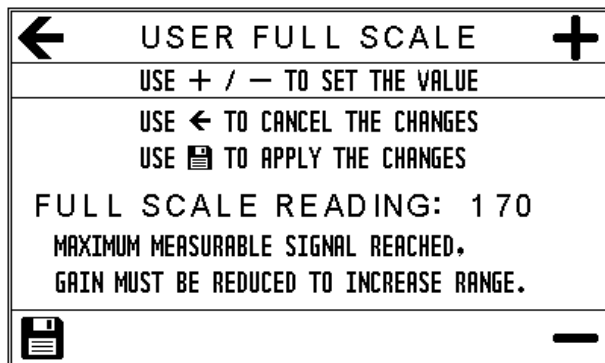 ← USER FULL SCALE +
USE + / − TO SET THE VALUE
USE ← TO CANCEL THE CHANGES
USE 💾 TO APPLY THE CHANGES
FULL SCALE READING: 170
MAXIMUM MEASURABLE SIGNAL REACHED,
GAIN MUST BE REDUCED TO INCREASE RANGE.
💾 −